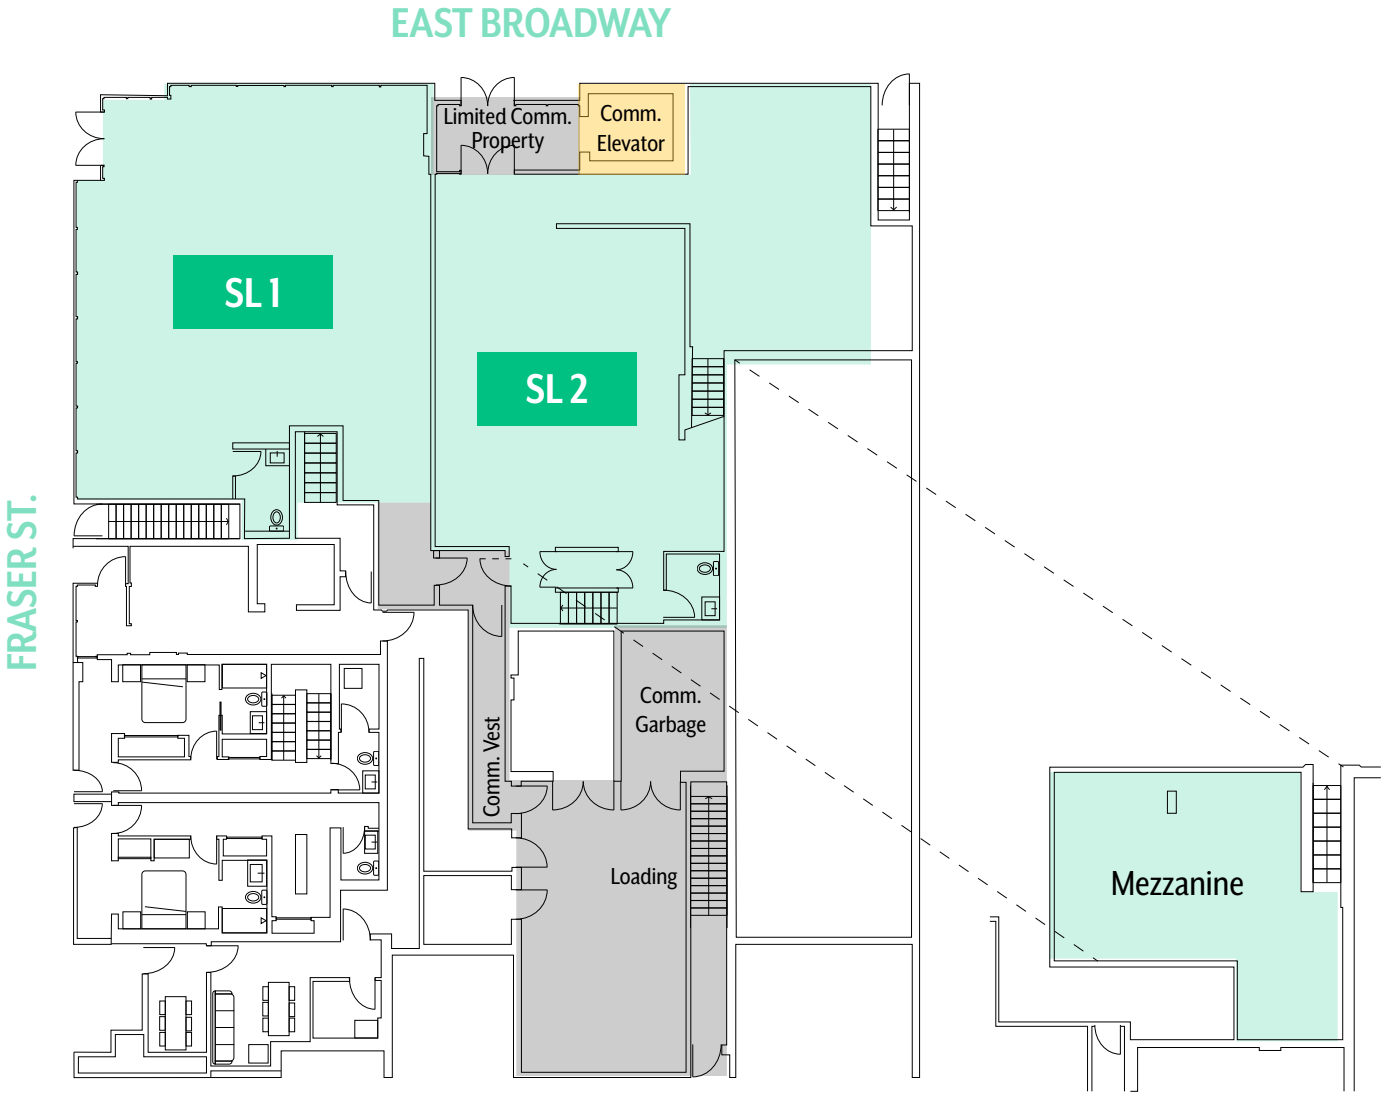 EAST BROADWAY
Limited Comm.
Property
Comm.
Elevator
SL 1
SL 2
FRASER ST.
Comm.
Garbage
Comm. Vest
Loading
Mezzanine